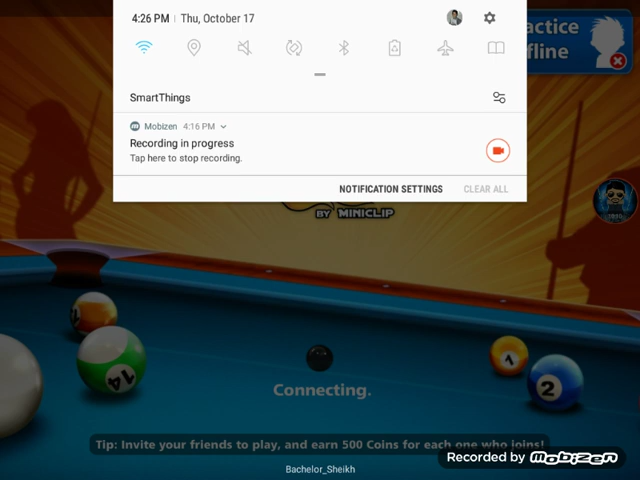 4:26 PM | Thu, October 17
SmartThings
Mobizen 4:16 PM
Recording in progress
Tap here to stop recording.
NOTIFICATION SETTINGS CLEAR ALL
BY MINICLIP
14
1
2
Connecting.
Tip: Invite your friends to play, and earn 500 Coins for each one who joins!
Recorded by Mobizen
Bachelor_Sheikh